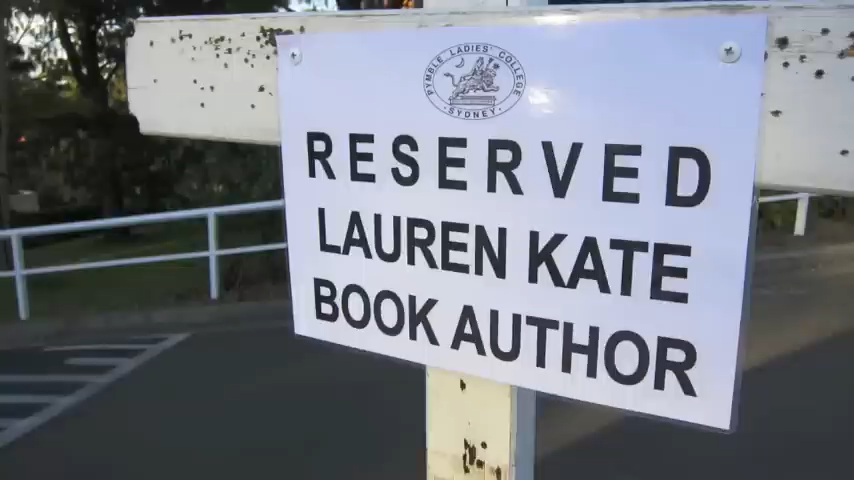 PYMBLE LADIES' COLLEGE
· SYDNEY ·
RESERVED
LAUREN KATE
BOOK AUTHOR